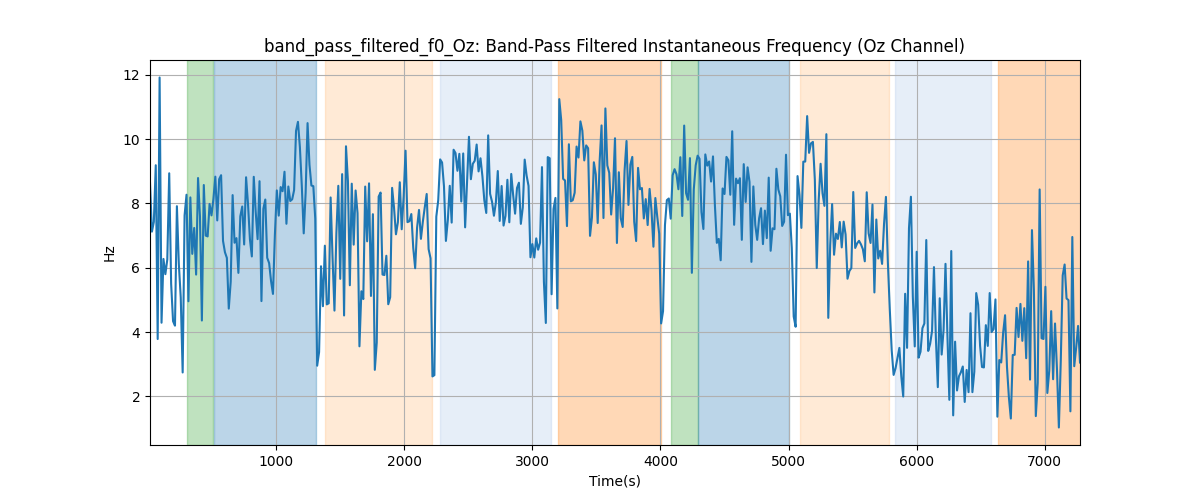 band_pass_filtered_f0_Oz: Band-Pass Filtered Instantaneous Frequency (Oz Channel)
12
10
8
6
4
2
Hz
1000 2000 3000 4000 5000 6000 7000
Time(s)